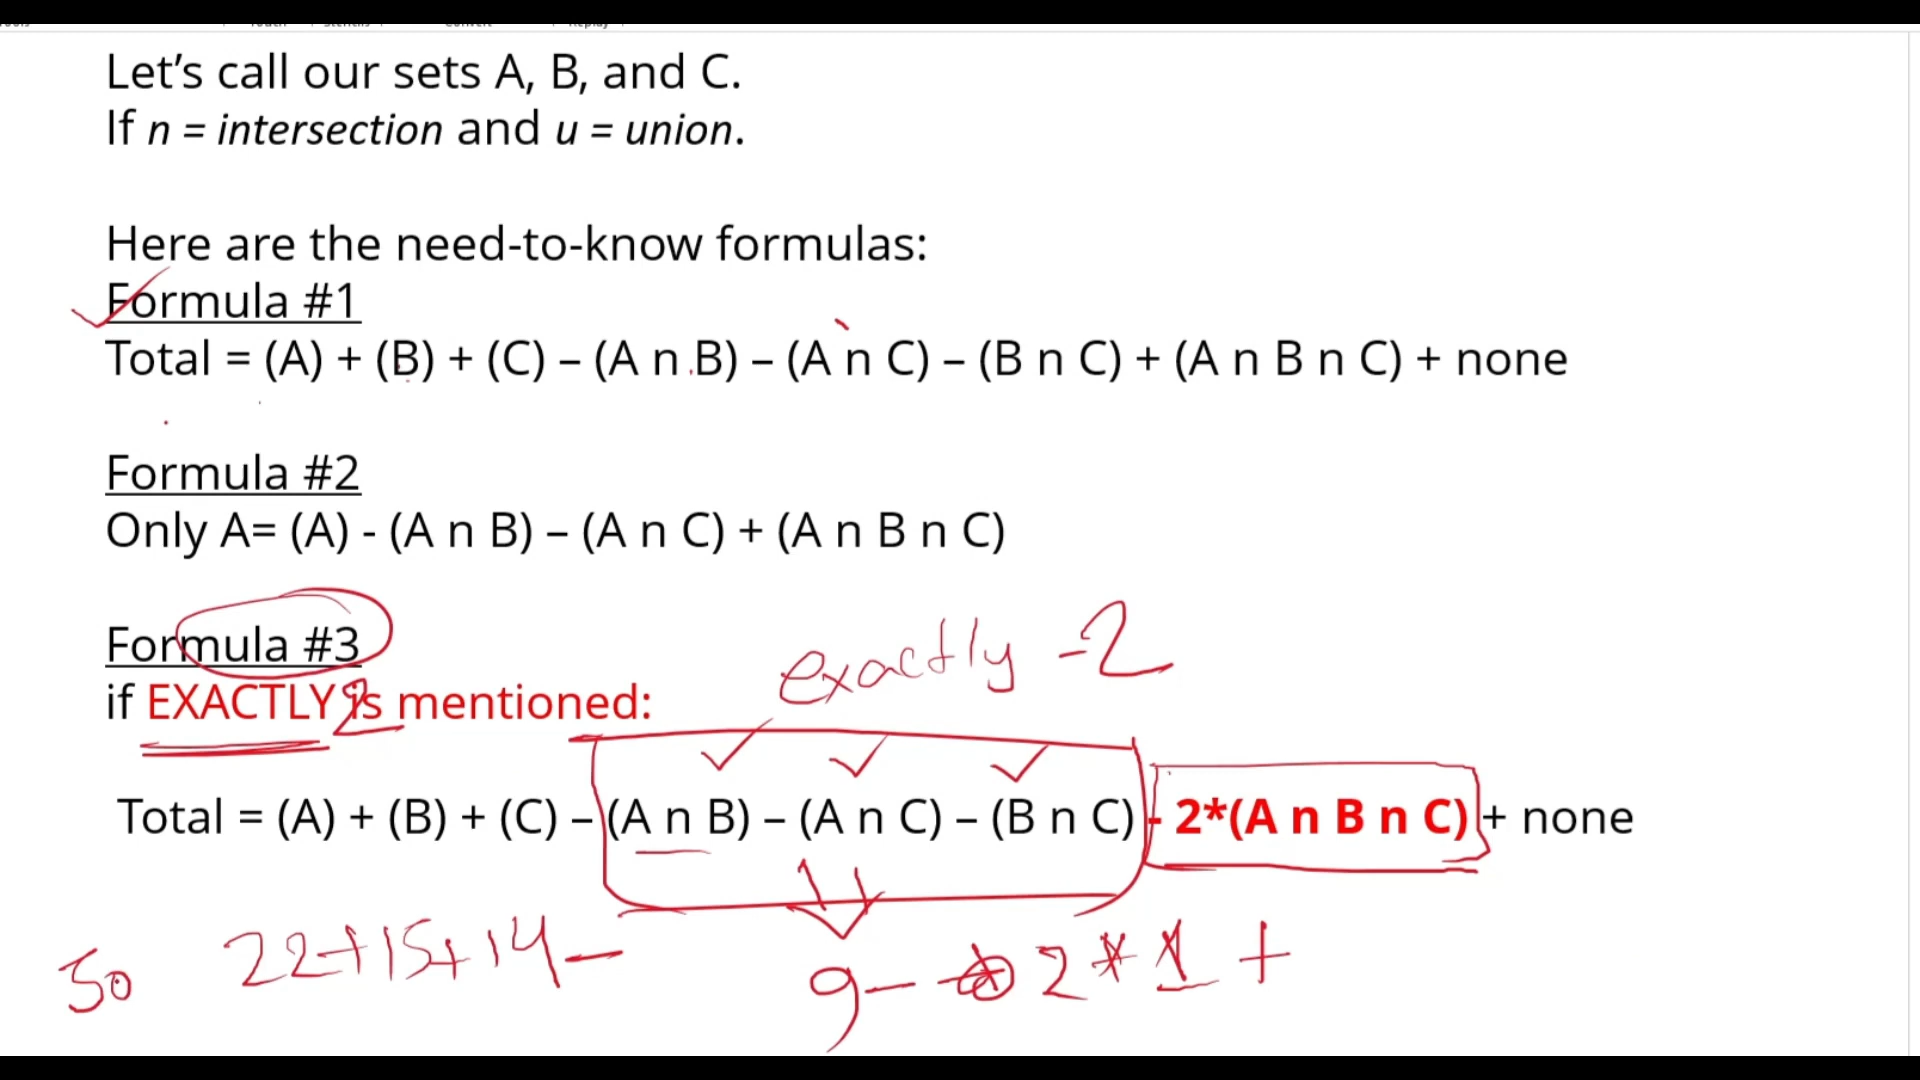 Let’s call our sets A, B, and C.
If n = intersection and u = union.
Here are the need-to-know formulas:
Formula #1
Total = (A) + (B) + (C) – (A n B) – (A n C) – (B n C) + (A n B n C) + none
Formula #2
Only A= (A) - (A n B) – (A n C) + (A n B n C)
Formula #3
exactly -2
if EXACTLY is mentioned:
2
Total = (A) + (B) + (C) – (A n B) – (A n C) – (B n C) - 2*(A n B n C) + none
22+15+14 – 9 – 2 * 1 +